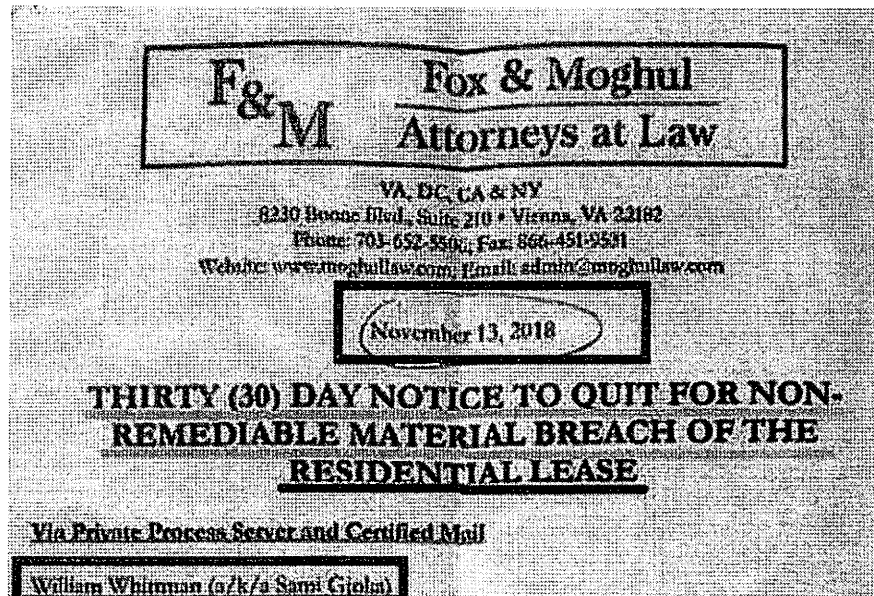 F&M
Fox & Moghul
Attorneys at Law
VA, DC, CA & NY
8230 Boone Blvd., Suite 210 • Vienna, VA 22182
Phone: 703-652-5506, Fax: 866-451-9531
Website: www.moghullaw.com; Email: admin@moghullaw.com
November 13, 2018
THIRTY (30) DAY NOTICE TO QUIT FOR NON-
REMEDIABLE MATERIAL BREACH OF THE
RESIDENTIAL LEASE
Via Private Process Server and Certified Mail
William Whitman (a/k/a Sami